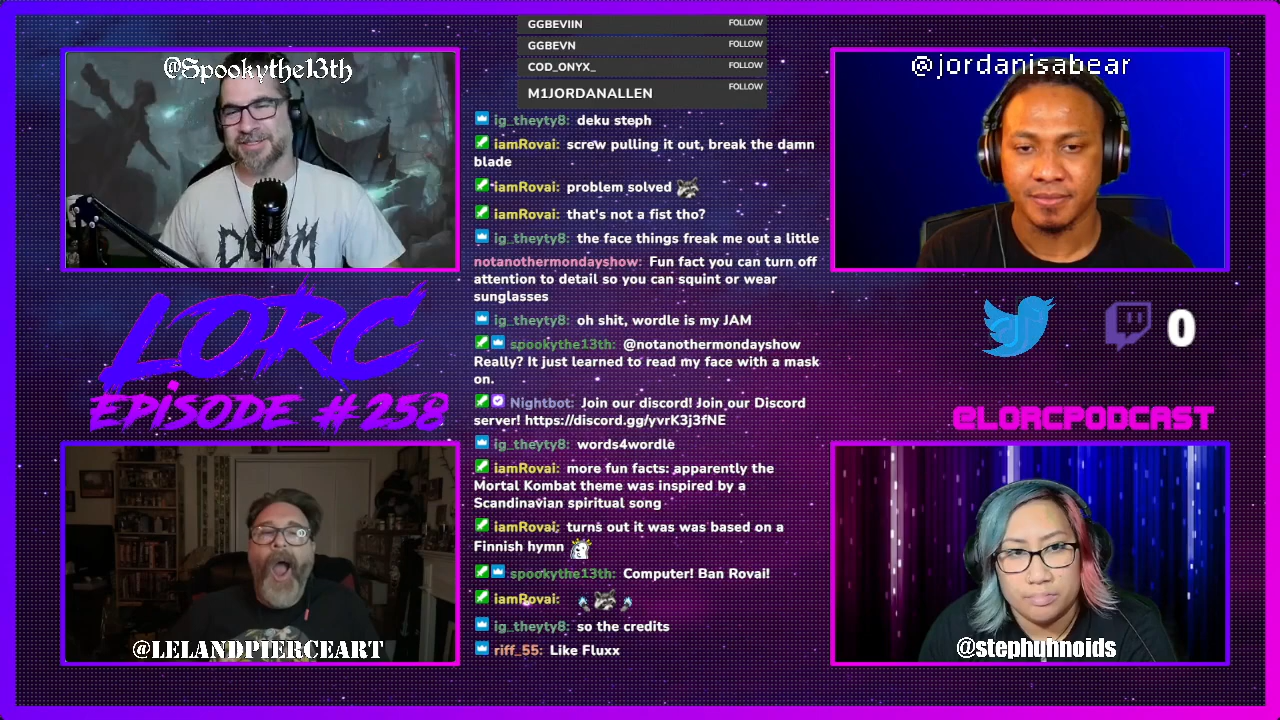 GGBEVIIN FOLLOW
GGBEVN FOLLOW
COD_ONYX_ FOLLOW
M1JORDANALLEN FOLLOW
@Spookythe13th
DOOM
@jordanisabear
ig_theyty8: deku steph
iamRovai: screw pulling it out, break the damn
blade
iamRovai: problem solved
iamRovai: that's not a fist tho?
ig_theyty8: the face things freak me out a little
notanothermondayshow: Fun fact you can turn off
attention to detail so you can squint or wear
sunglasses
ig_theyty8: oh shit, wordle is my JAM
spookythe13th: @notanothermondayshow
Really? It just learned to read my face with a mask
on.
Nightbot: Join our discord! Join our Discord
server! https://discord.gg/yvrK3j3fNE
ig_theyty8: words4wordle
iamRovai: more fun facts: apparently the
Mortal Kombat theme was inspired by a
Scandinavian spiritual song
iamRovai: turns out it was was based on a
Finnish hymn
spookythe13th: Computer! Ban Rovai!
iamRovai:
ig_theyty8: so the credits
riff_55: Like Fluxx
LORC
EPISODE #258
0
@LORCPODCAST
@LELANDPIERCEART
@stephuhnoids